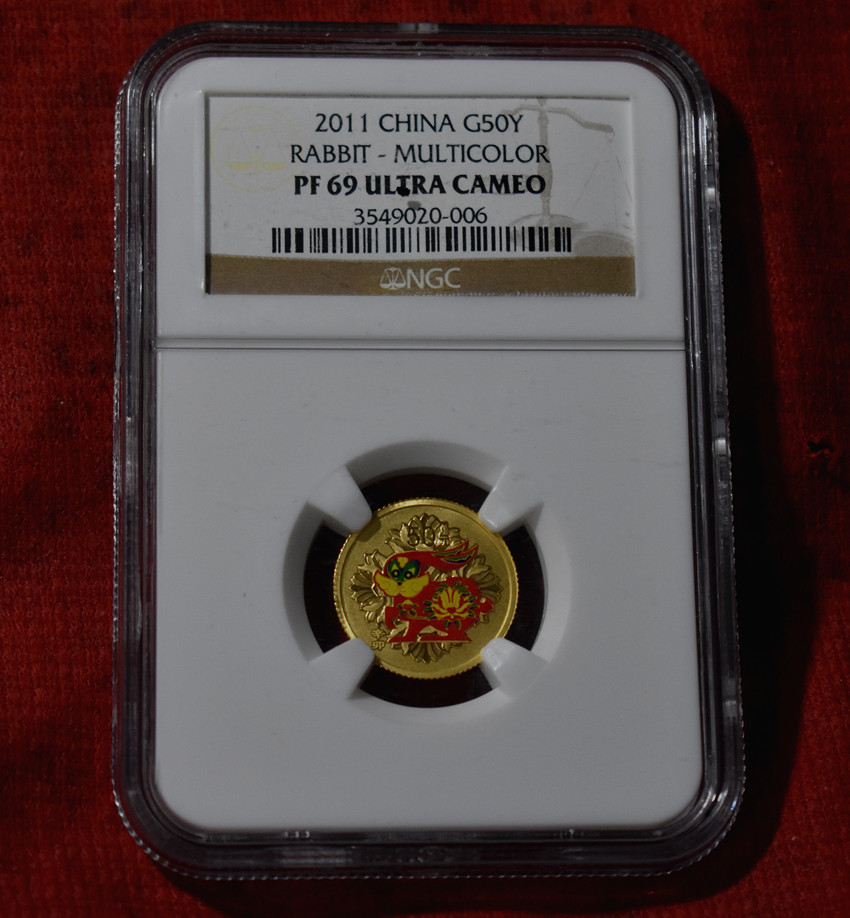 2011 CHINA G50Y
RABBIT - MULTICOLOR
PF 69 ULTRA CAMEO
3549020-006
NGC